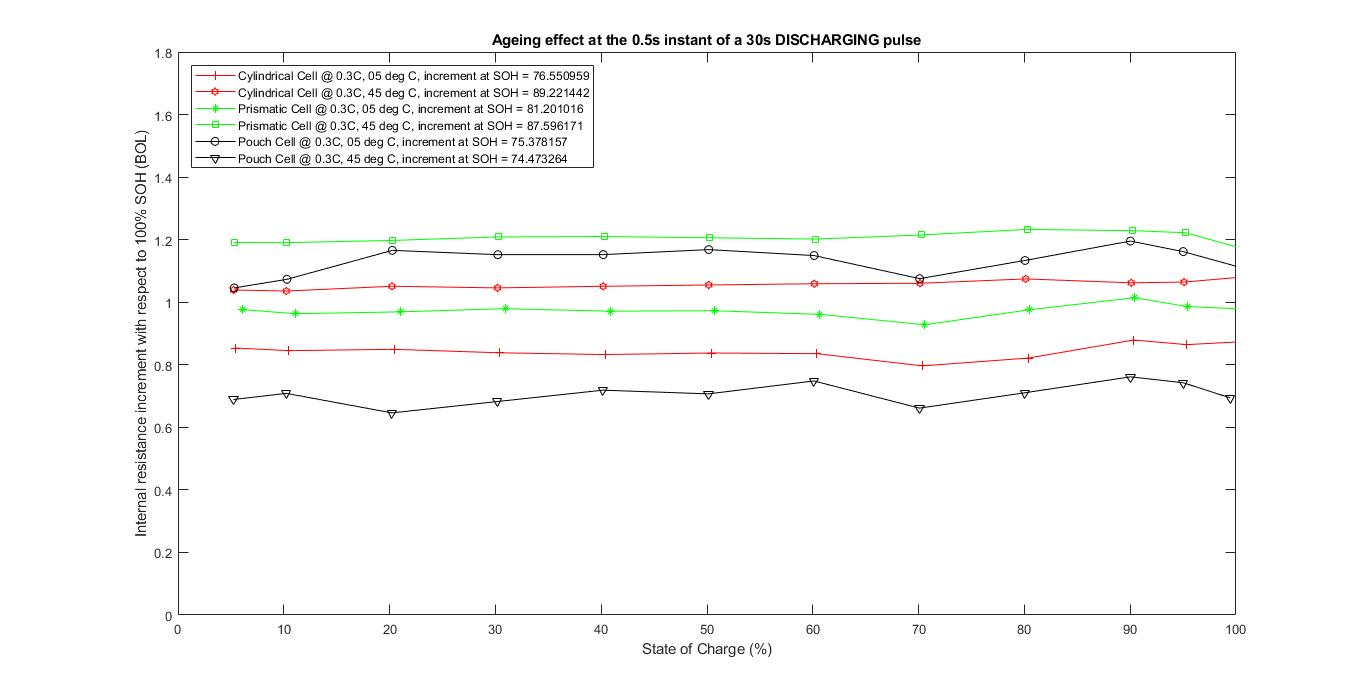 Ageing effect at the 0.5s instant of a 30s DISCHARGING pulse
1.8
1.6
1.4
1.2
1
0.8
0.6
0.4
0.2
0
Internal resistance increment with respect to 100% SOH (BOL)
Cylindrical Cell @ 0.3C, 05 deg C, increment at SOH = 76.550959
Cylindrical Cell @ 0.3C, 45 deg C, increment at SOH = 89.221442
Prismatic Cell @ 0.3C, 05 deg C, increment at SOH = 81.201016
Prismatic Cell @ 0.3C, 45 deg C, increment at SOH = 87.596171
Pouch Cell @ 0.3C, 05 deg C, increment at SOH = 75.378157
Pouch Cell @ 0.3C, 45 deg C, increment at SOH = 74.473264
0 10 20 30 40 50 60 70 80 90 100
State of Charge (%)